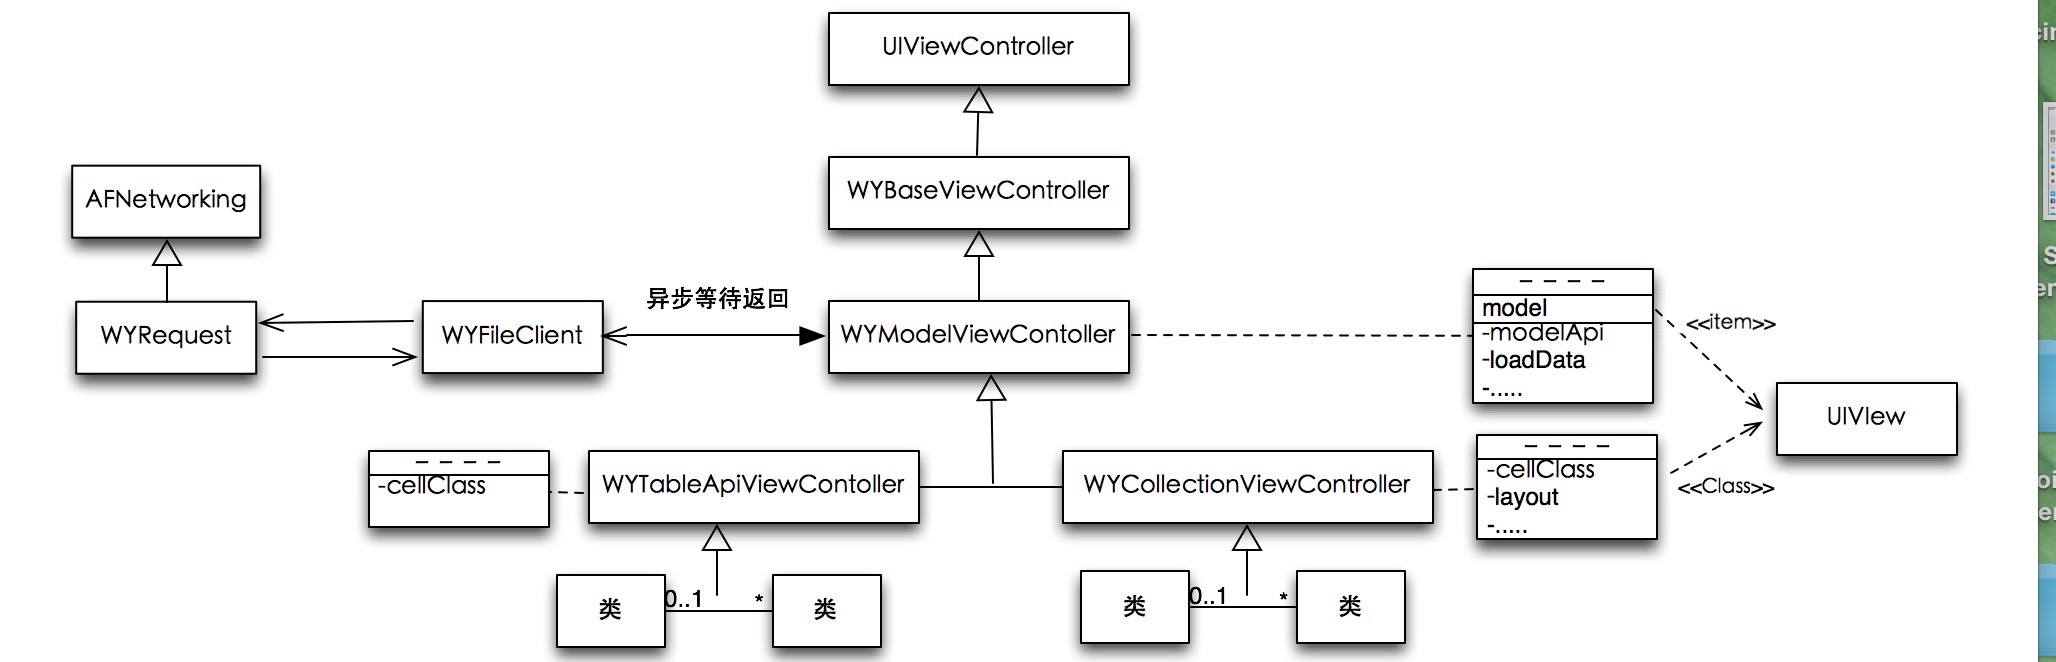 UIViewController
WYBaseViewController
AFNetworking
异步等待返回
WYRequest
WYFileClient
WYModelViewContoller
model
-modelApi
-loadData
-.....
<<item>>
UIVIew
-cellClass
WYTableApiViewContoller
WYCollectionViewController
-cellClass
-layout
-.....
<<Class>>
类
0..1
*
类
类
0..1
*
类